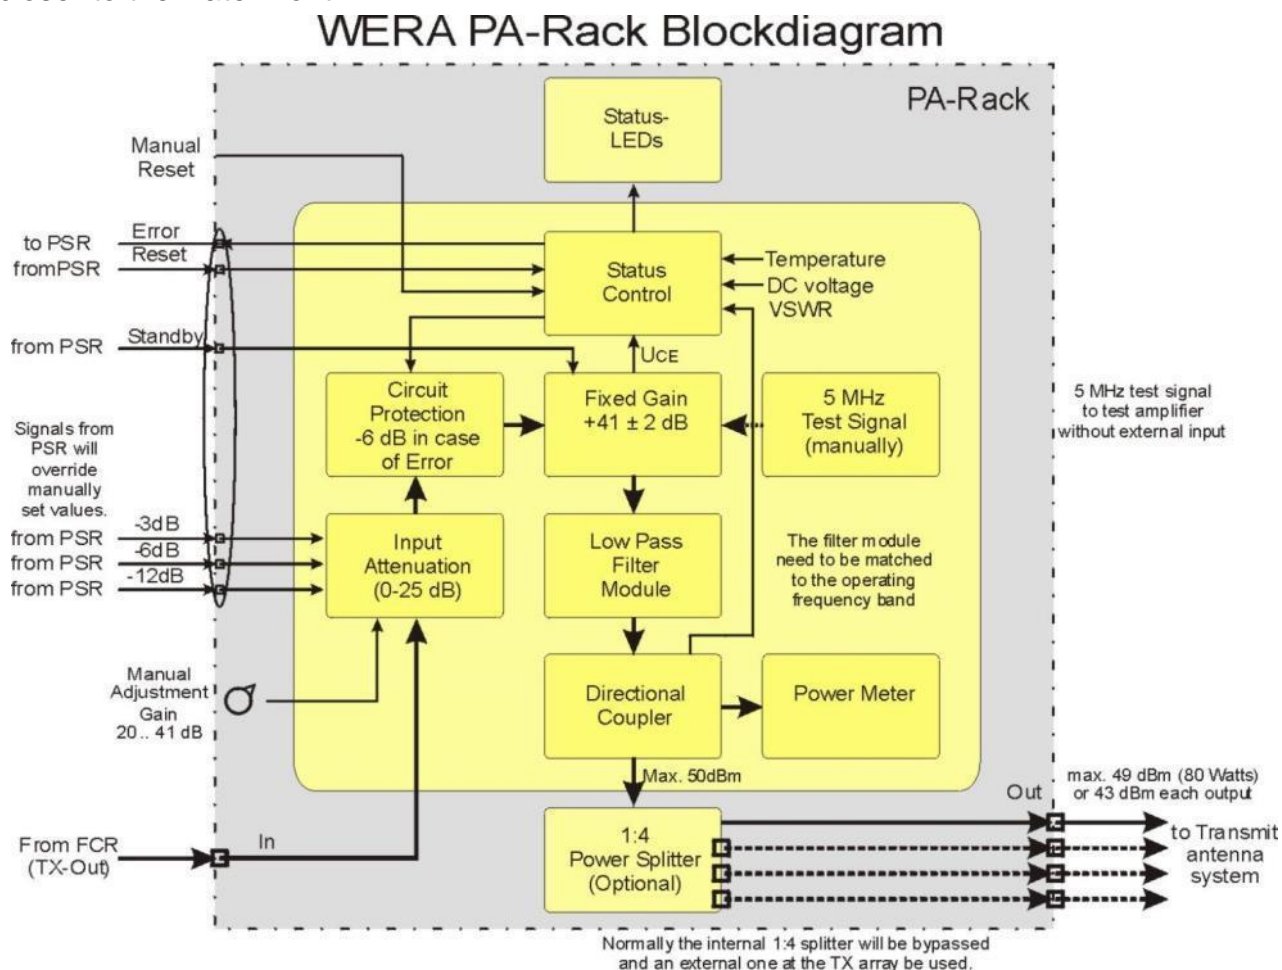 WERA PA-Rack Blockdiagram
PA-Rack
Status-
LEDs
Manual
Reset
to PSR
Error
fromPSR
Reset
Status
Control
Temperature
DC voltage
VSWR
from PSR
Standby
UCE
Circuit
Protection
-6 dB in case
of Error
Fixed Gain
+41 ± 2 dB
5 MHz
Test Signal
(manually)
5 MHz test signal
to test amplifier
without external input
Signals from
PSR will
override
manually
set values.
from PSR
-3dB
from PSR
-6dB
from PSR
-12dB
Input
Attenuation
(0-25 dB)
Low Pass
Filter
Module
The filter module
need to be matched
to the operating
frequency band
Manual
Adjustment
Gain
20 .. 41 dB
Directional
Coupler
Power Meter
Max. 50dBm
Out
max. 49 dBm (80 Watts)
or 43 dBm each output
From FCR
(TX-Out)
In
1:4
Power Splitter
(Optional)
to Transmit
antenna
system
Normally the internal 1:4 splitter will be bypassed
and an external one at the TX array be used.